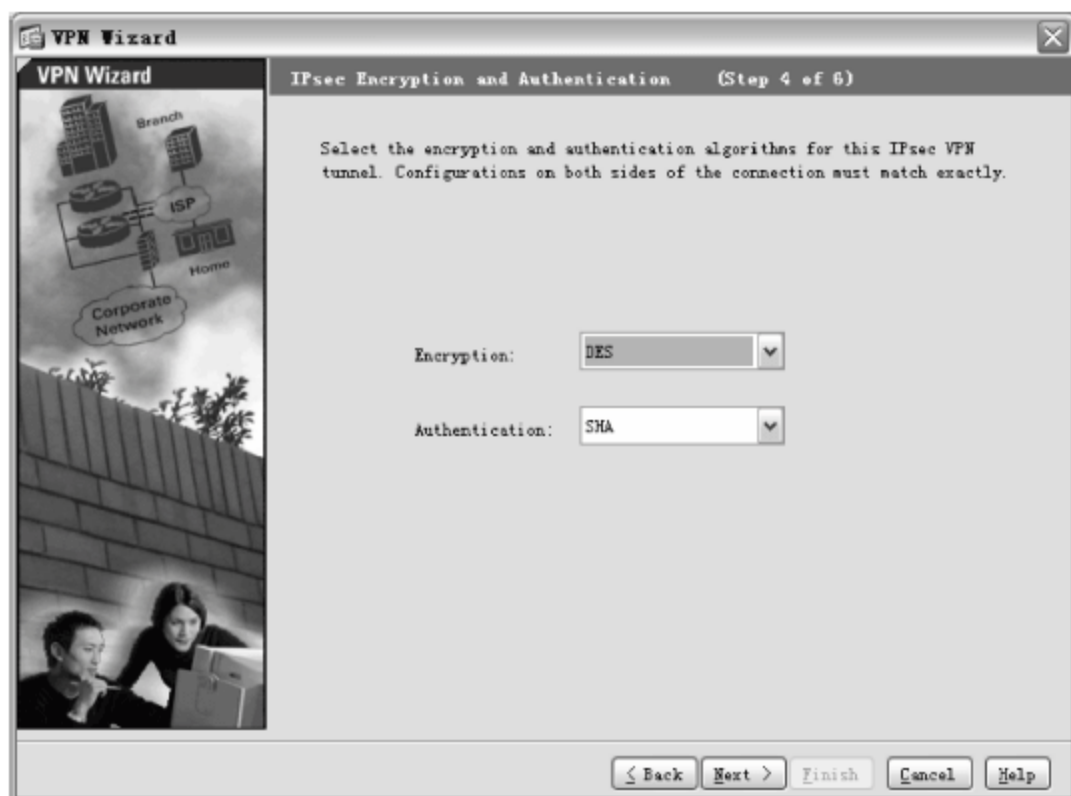 VPN Wizard
VPN Wizard
Branch
ISP
Home
Corporate
Network
IPsec Encryption and Authentication (Step 4 of 6)
Select the encryption and authentication algorithms for this IPsec VPN
tunnel. Configurations on both sides of the connection must match exactly.
Encryption: DES
Authentication: SHA
< Back Next > Finish Cancel Help